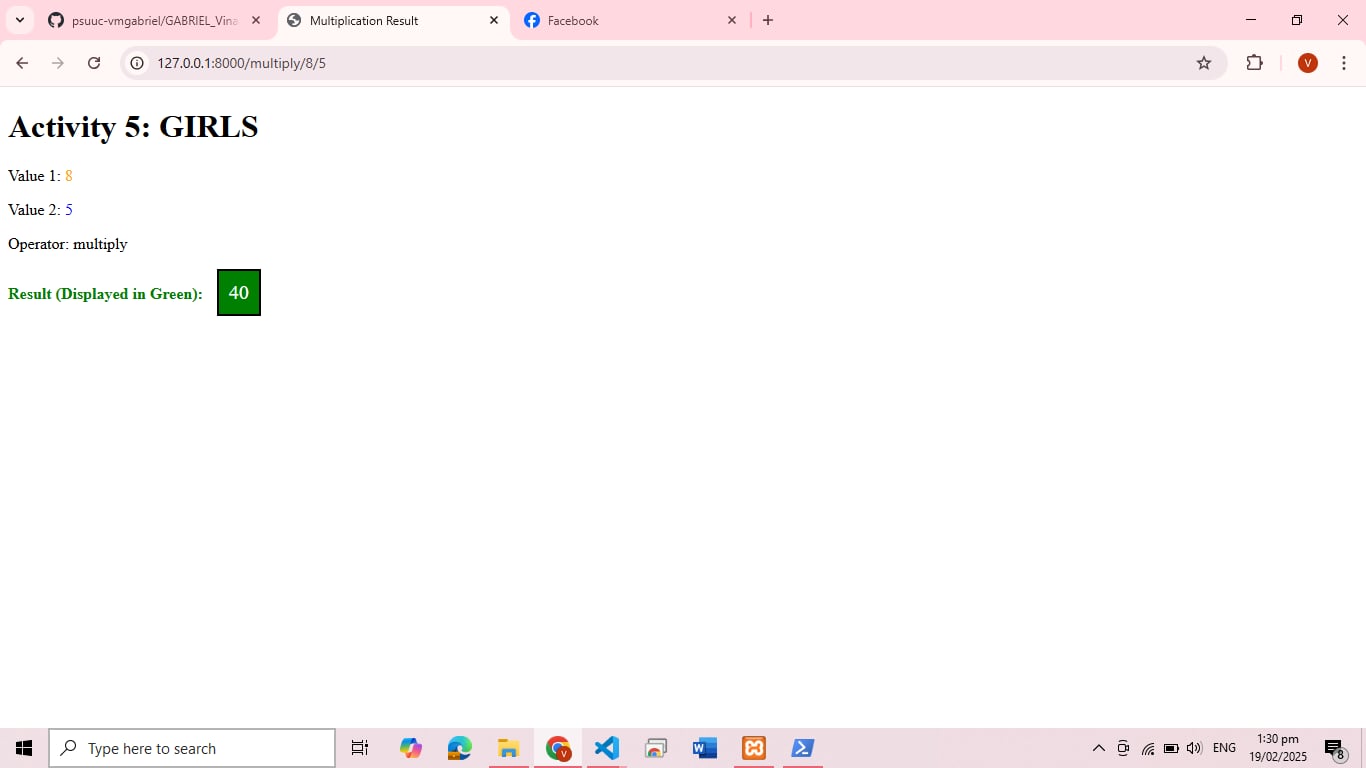 psuuc-vmgabriel/GABRIEL_Vina
Multiplication Result
Facebook
127.0.0.1:8000/multiply/8/5
V
Activity 5: GIRLS
Value 1: 8
Value 2: 5
Operator: multiply
Result (Displayed in Green): 40
Type here to search
V
W
ENG
1:30 pm
19/02/2025
8